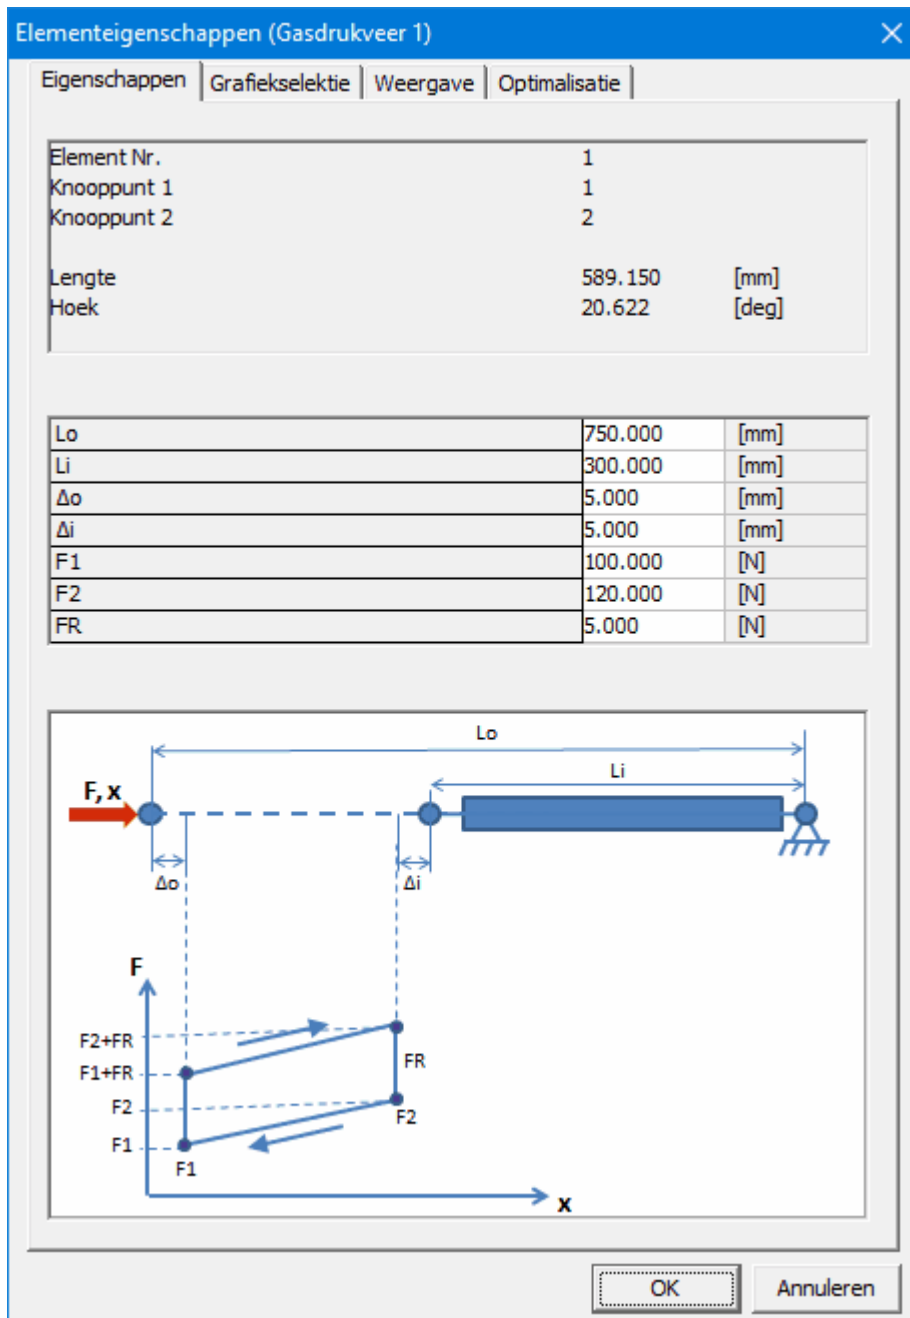 Elementeigenschappen (Gasdrukveer 1)
Eigenschappen Grafiekselektie Weergave Optimalisatie
Element Nr. 1
Knooppunt 1 1
Knooppunt 2 2
Lengte 589.150 [mm]
Hoek 20.622 [deg]
Lo 750.000 [mm]
Li 300.000 [mm]
Δo 5.000 [mm]
Δi 5.000 [mm]
F1 100.000 [N]
F2 120.000 [N]
FR 5.000 [N]
Lo
Li
F, x
Δo Δi
F
F2+FR
F1+FR
FR
F2
F2
F1
F1
x
OK Annuleren